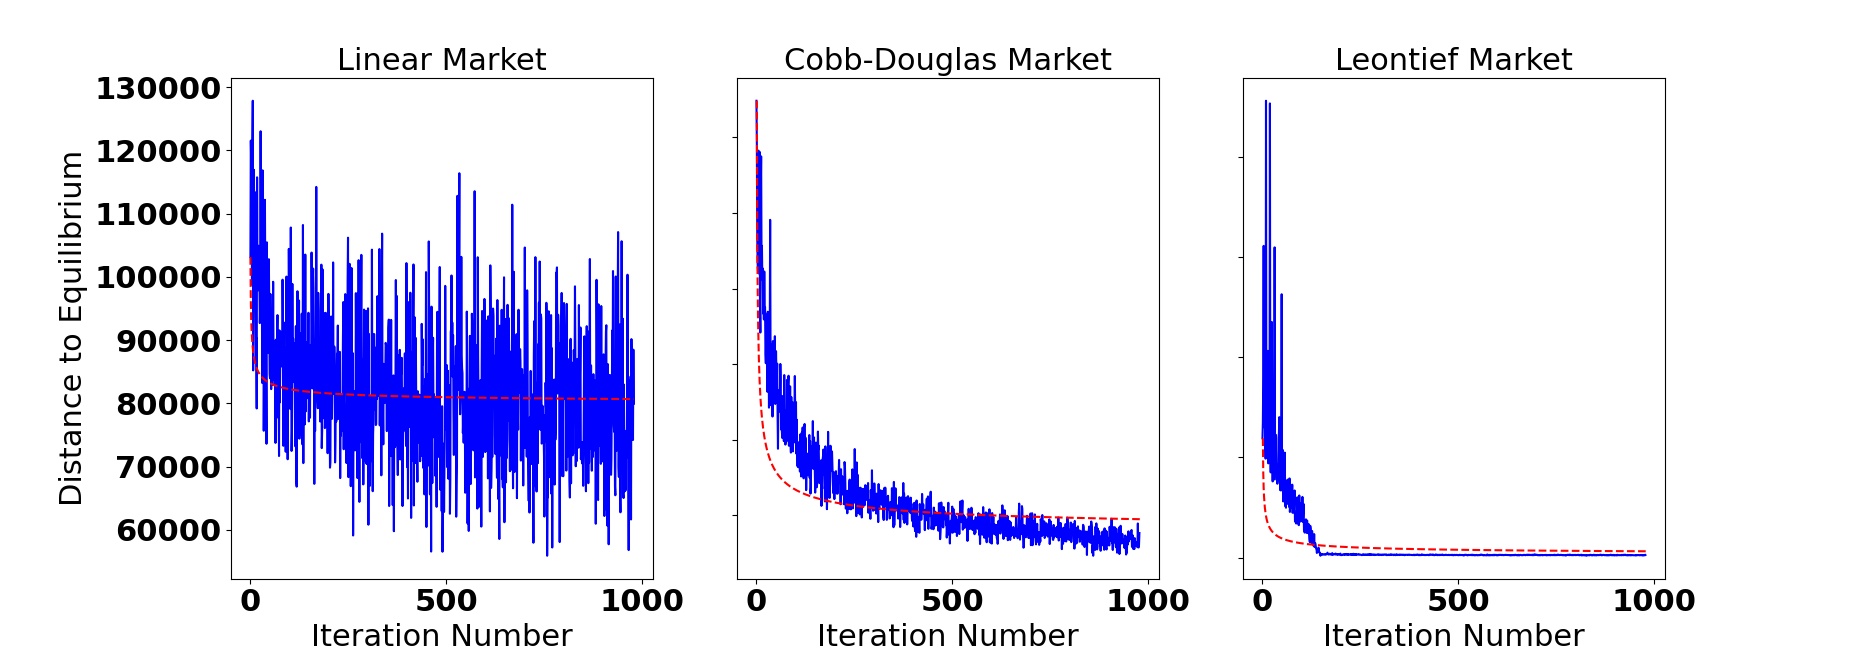 Linear Market
Cobb-Douglas Market
Leontief Market
Distance to Equilibrium
130000
120000
110000
100000
90000
80000
70000
60000
0 500 1000
0 500 1000
0 500 1000
Iteration Number
Iteration Number
Iteration Number